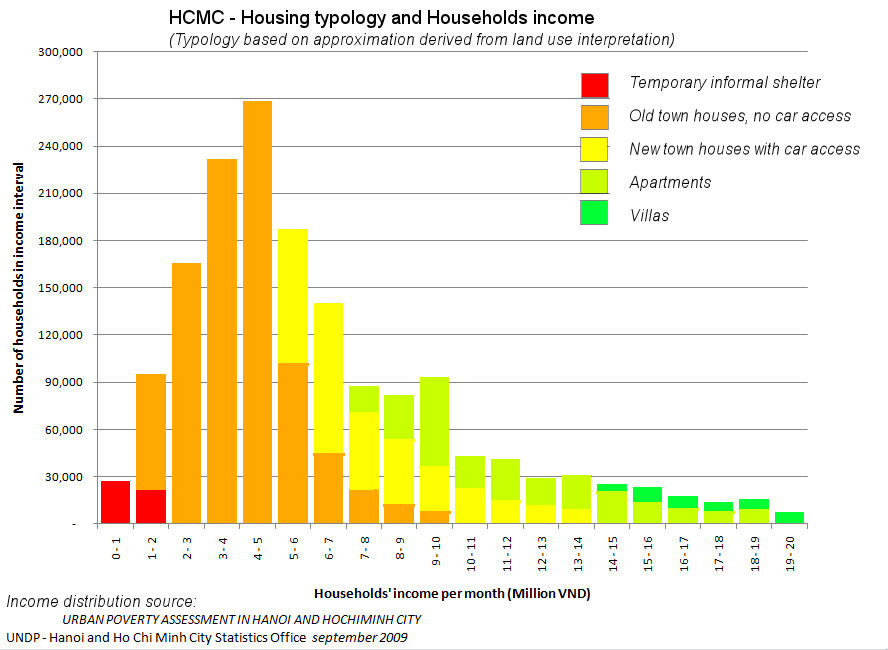 HCMC - Housing typology and Households income
(Typology based on approximation derived from land use interpretation)
300,000
270,000
240,000
210,000
180,000
150,000
120,000
90,000
60,000
30,000
-
Number of households in income interval
Temporary informal shelter
Old town houses, no car access
New town houses with car access
Apartments
Villas
0 - 1
1 - 2
2 - 3
3 - 4
4 - 5
5 - 6
6 - 7
7 - 8
8 - 9
9 - 10
10 - 11
11 - 12
12 - 13
13 - 14
14 - 15
15 - 16
16 - 17
17 - 18
18 - 19
19 - 20
Households' income per month (Million VND)
Income distribution source:
URBAN POVERTY ASSESSMENT IN HANOI AND HOCHIMINH CITY
UNDP - Hanoi and Ho Chi Minh City Statistics Office september 2009